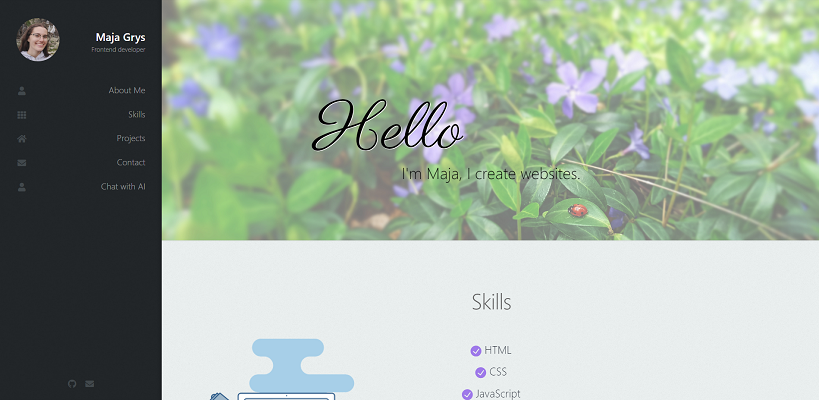 Maja Grys
Frontend developer
About Me
Skills
Projects
Contact
Chat with AI
Hello
I'm Maja, I create websites.
Skills
HTML
CSS
JavaScript